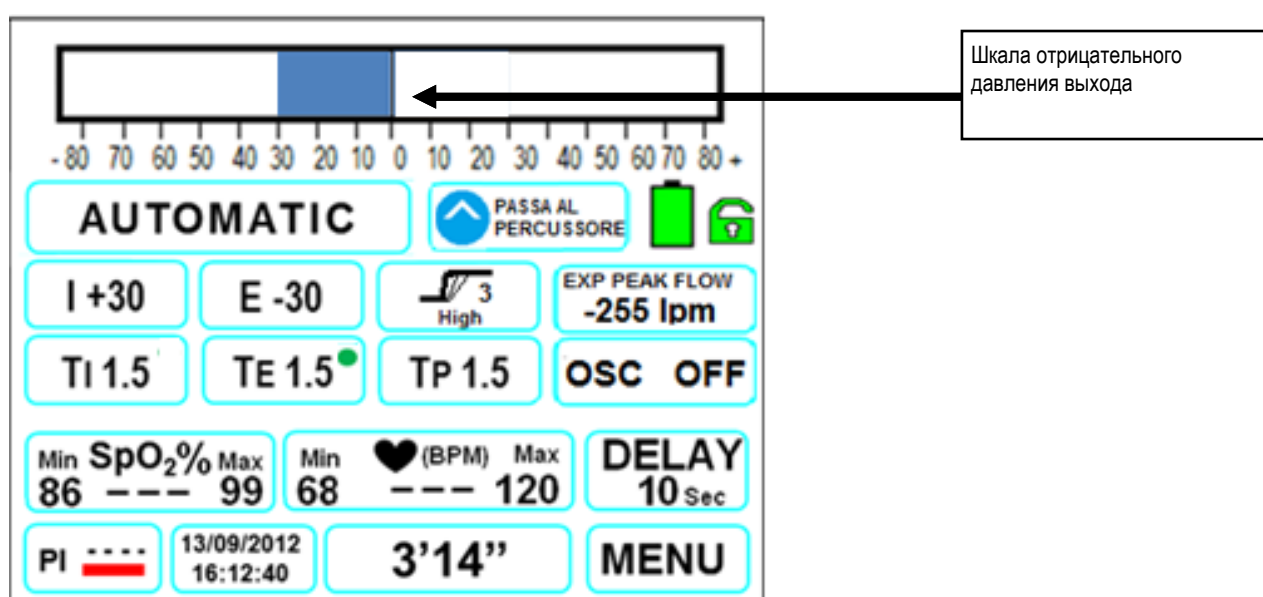 Шкала отрицательного
давления выхода
- 80 70 60 50 40 30 20 10 0 10 20 30 40 50 60 70 80 +
AUTOMATIC
PASSA AL
PERCUSSORE
I +30
E -30
3
High
EXP PEAK FLOW
-255 lpm
TI 1.5
TE 1.5
TP 1.5
OSC OFF
Min SpO₂% Max
86 --- 99
Min (BPM) Max
68 --- 120
DELAY
10 Sec
PI ----
13/09/2012
16:12:40
3’14”
MENU